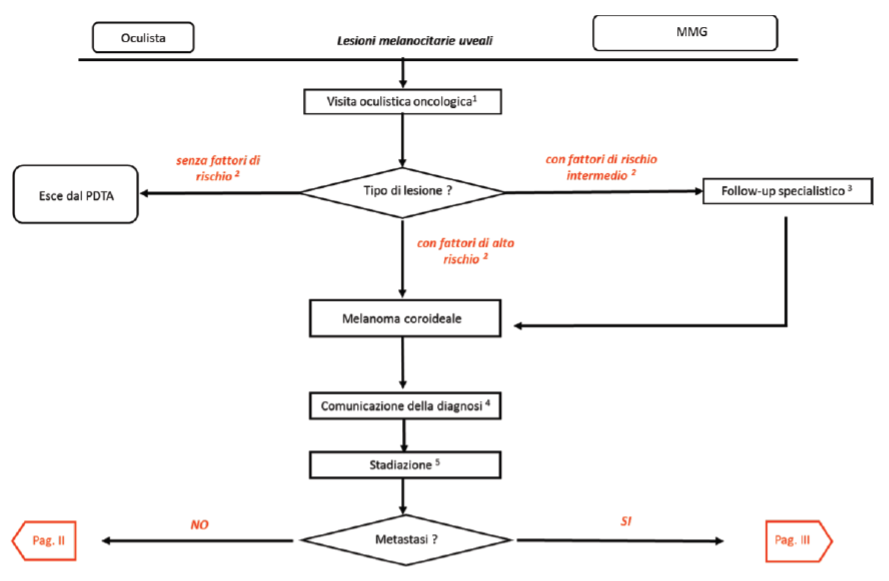 Oculista
Lesioni melanocitarie uveali
MMG
Visita oculistica oncologica¹
senza fattori di
rischio ²
con fattori di rischio
intermedio ²
Esce dal PDTA
Tipo di lesione ?
Follow-up specialistico ³
con fattori di alto
rischio ²
Melanoma coroideale
Comunicazione della diagnosi ⁴
Stadiazione ⁵
NO
SI
Pag. II
Metastasi ?
Pag. III